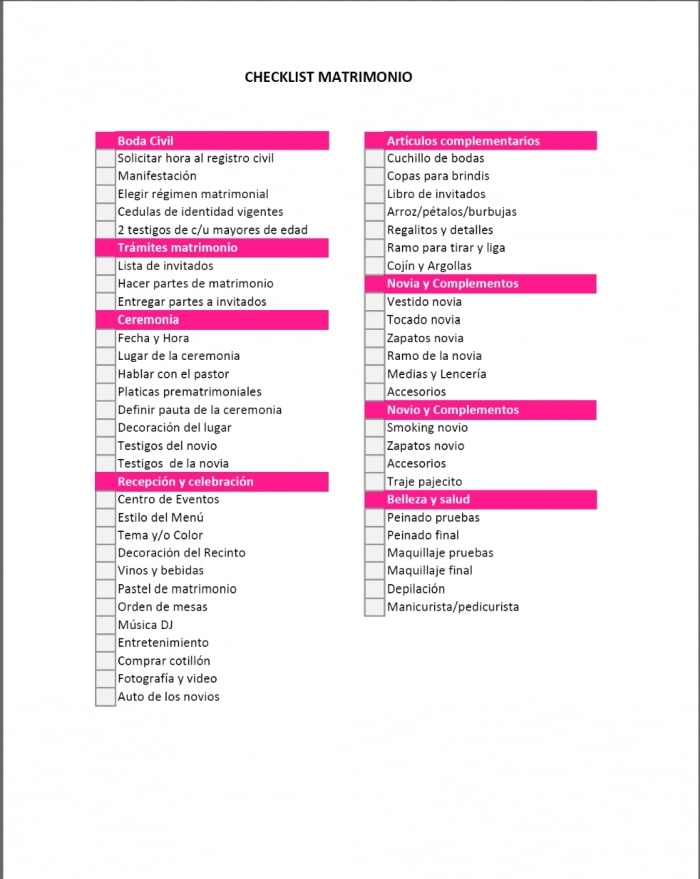 CHECKLIST MATRIMONIO
Boda Civil
Solicitar hora al registro civil
Manifestación
Elegir régimen matrimonial
Cedulas de identidad vigentes
2 testigos de c/u mayores de edad
Trámites matrimonio
Lista de invitados
Hacer partes de matrimonio
Entregar partes a invitados
Ceremonia
Fecha y Hora
Lugar de la ceremonia
Hablar con el pastor
Platicas prematrimoniales
Definir pauta de la ceremonia
Decoración del lugar
Testigos del novio
Testigos  de la novia
Recepción y celebración
Centro de Eventos
Estilo del Menú
Tema y/o Color
Decoración del Recinto
Vinos y bebidas
Pastel de matrimonio
Orden de mesas
Música DJ
Entretenimiento
Comprar cotillón
Fotografía y video
Auto de los novios
Artículos complementarios
Cuchillo de bodas
Copas para brindis
Libro de invitados
Arroz/pétalos/burbujas
Regalitos y detalles
Ramo para tirar y liga
Cojín y Argollas
Novia y Complementos
Vestido novia
Tocado novia
Zapatos novia
Ramo de la novia
Medias y Lencería
Accesorios
Novio y Complementos
Smoking novio
Zapatos novio
Accesorios
Traje pajecito
Belleza y salud
Peinado pruebas
Peinado final
Maquillaje pruebas
Maquillaje final
Depilación
Manicurista/pedicurista